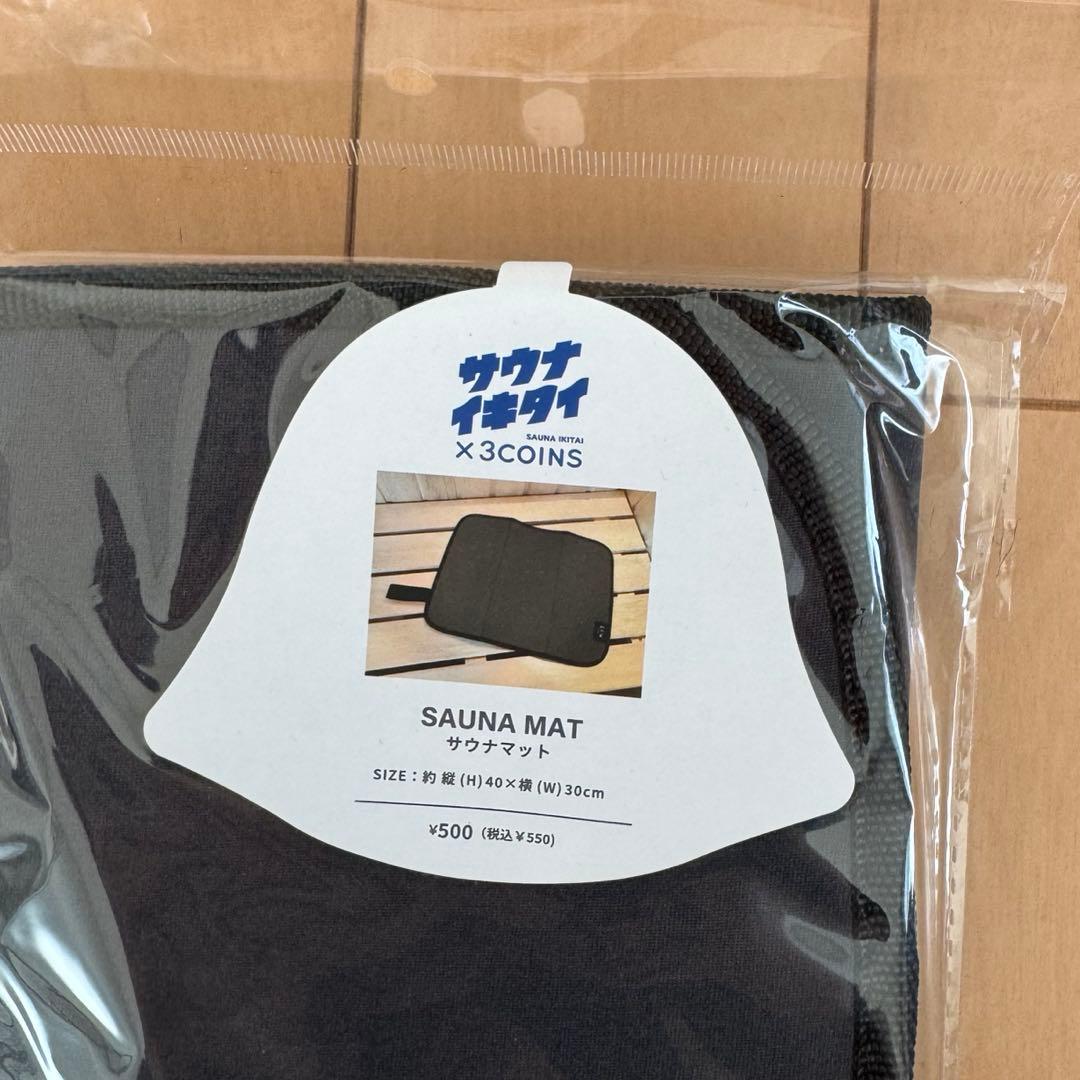 サウナ
イキタイ
SAUNA IKITAI
×3COINS
SAUNA MAT
サウナマット
SIZE：約 縦 (H) 40×横 (W) 30cm
¥500（税込¥550)